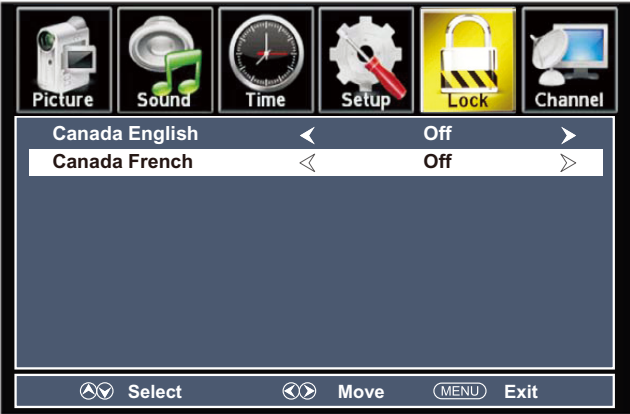 Picture Sound Time Setup Lock Channel
Canada English Off
Canada French Off
Select Move MENU Exit